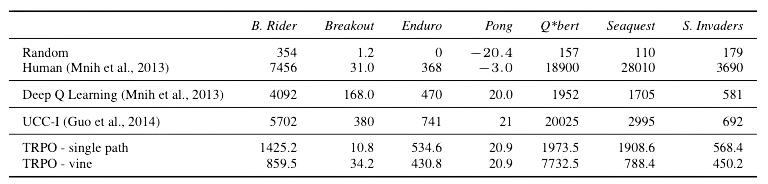 B. Rider Breakout Enduro Pong Q*bert Seaquest S. Invaders
Random 354 1.2 0 −20.4 157 110 179
Human (Mnih et al., 2013) 7456 31.0 368 −3.0 18900 28010 3690
Deep Q Learning (Mnih et al., 2013) 4092 168.0 470 20.0 1952 1705 581
UCC-I (Guo et al., 2014) 5702 380 741 21 20025 2995 692
TRPO - single path 1425.2 10.8 534.6 20.9 1973.5 1908.6 568.4
TRPO - vine 859.5 34.2 430.8 20.9 7732.5 788.4 450.2